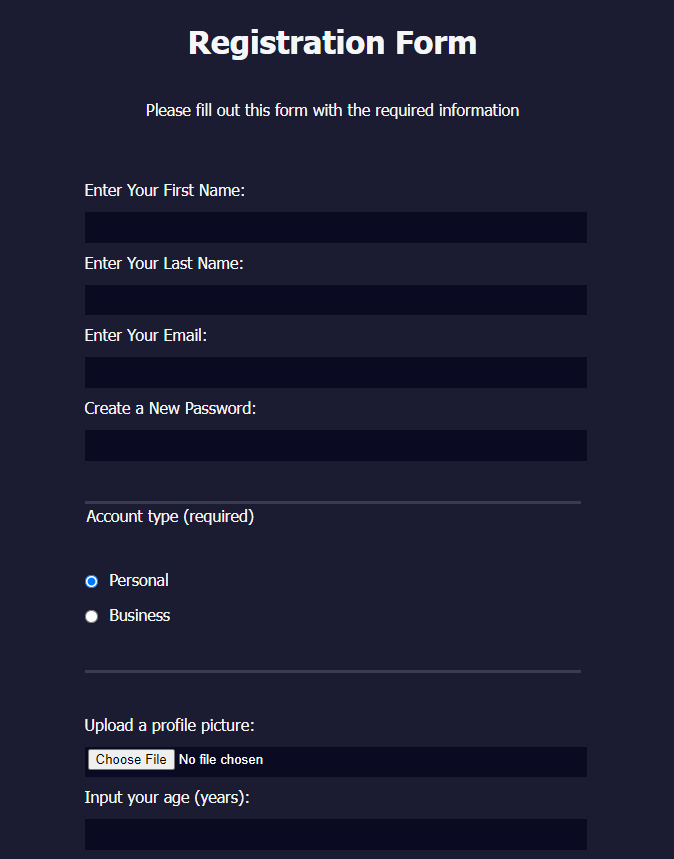 Registration Form
Please fill out this form with the required information
Enter Your First Name:
Enter Your Last Name:
Enter Your Email:
Create a New Password:
Account type (required)
Personal
Business
Upload a profile picture:
Choose File No file chosen
Input your age (years):